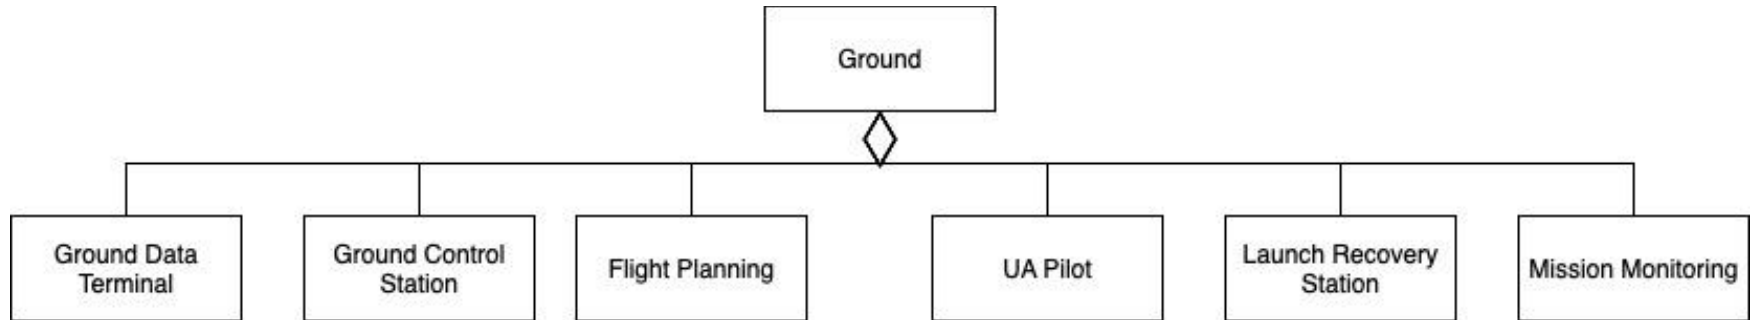 Ground
Ground Data
Terminal
Ground Control
Station
Flight Planning
UA Pilot
Launch Recovery
Station
Mission Monitoring